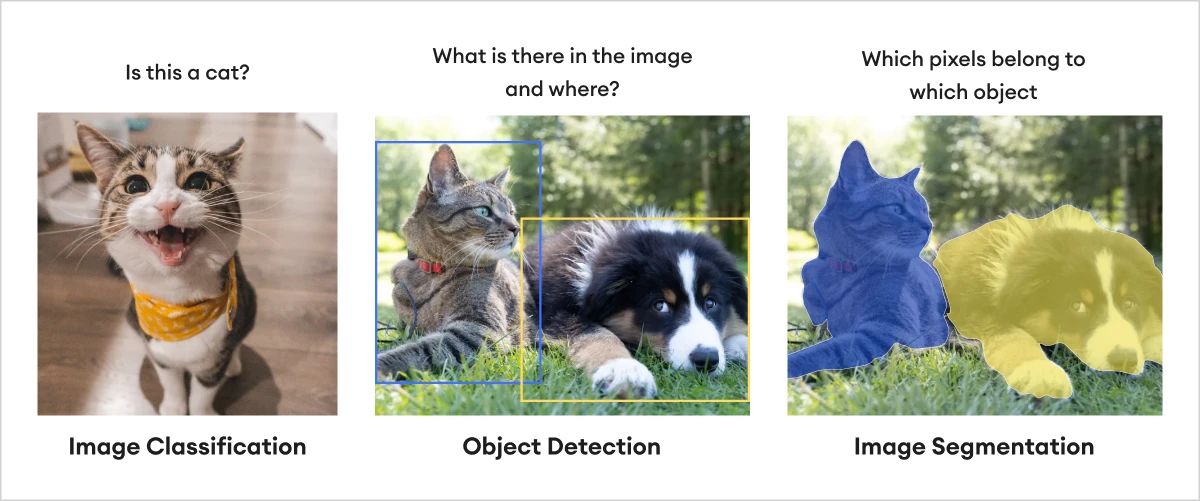 Is this a cat?
What is there in the image
and where?
Which pixels belong to
which object
Image Classification
Object Detection
Image Segmentation